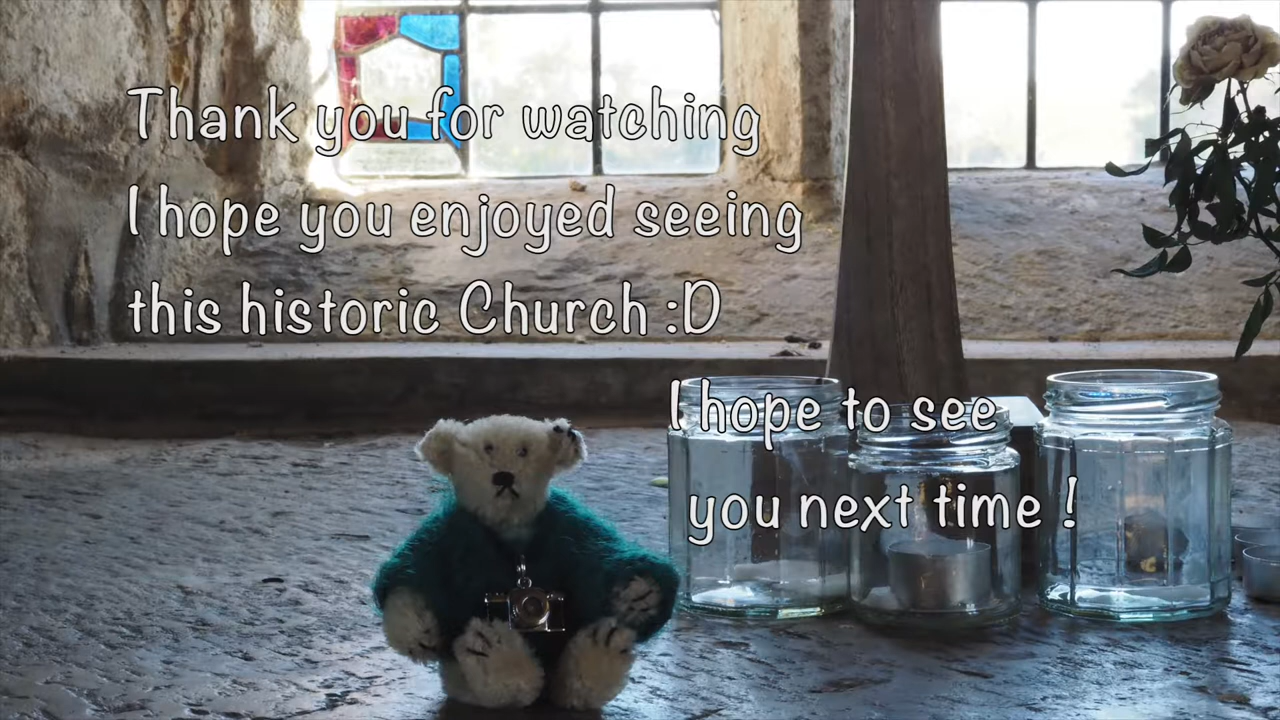 Thank you for watching
I hope you enjoyed seeing
this historic Church :D
I hope to see
you next time !